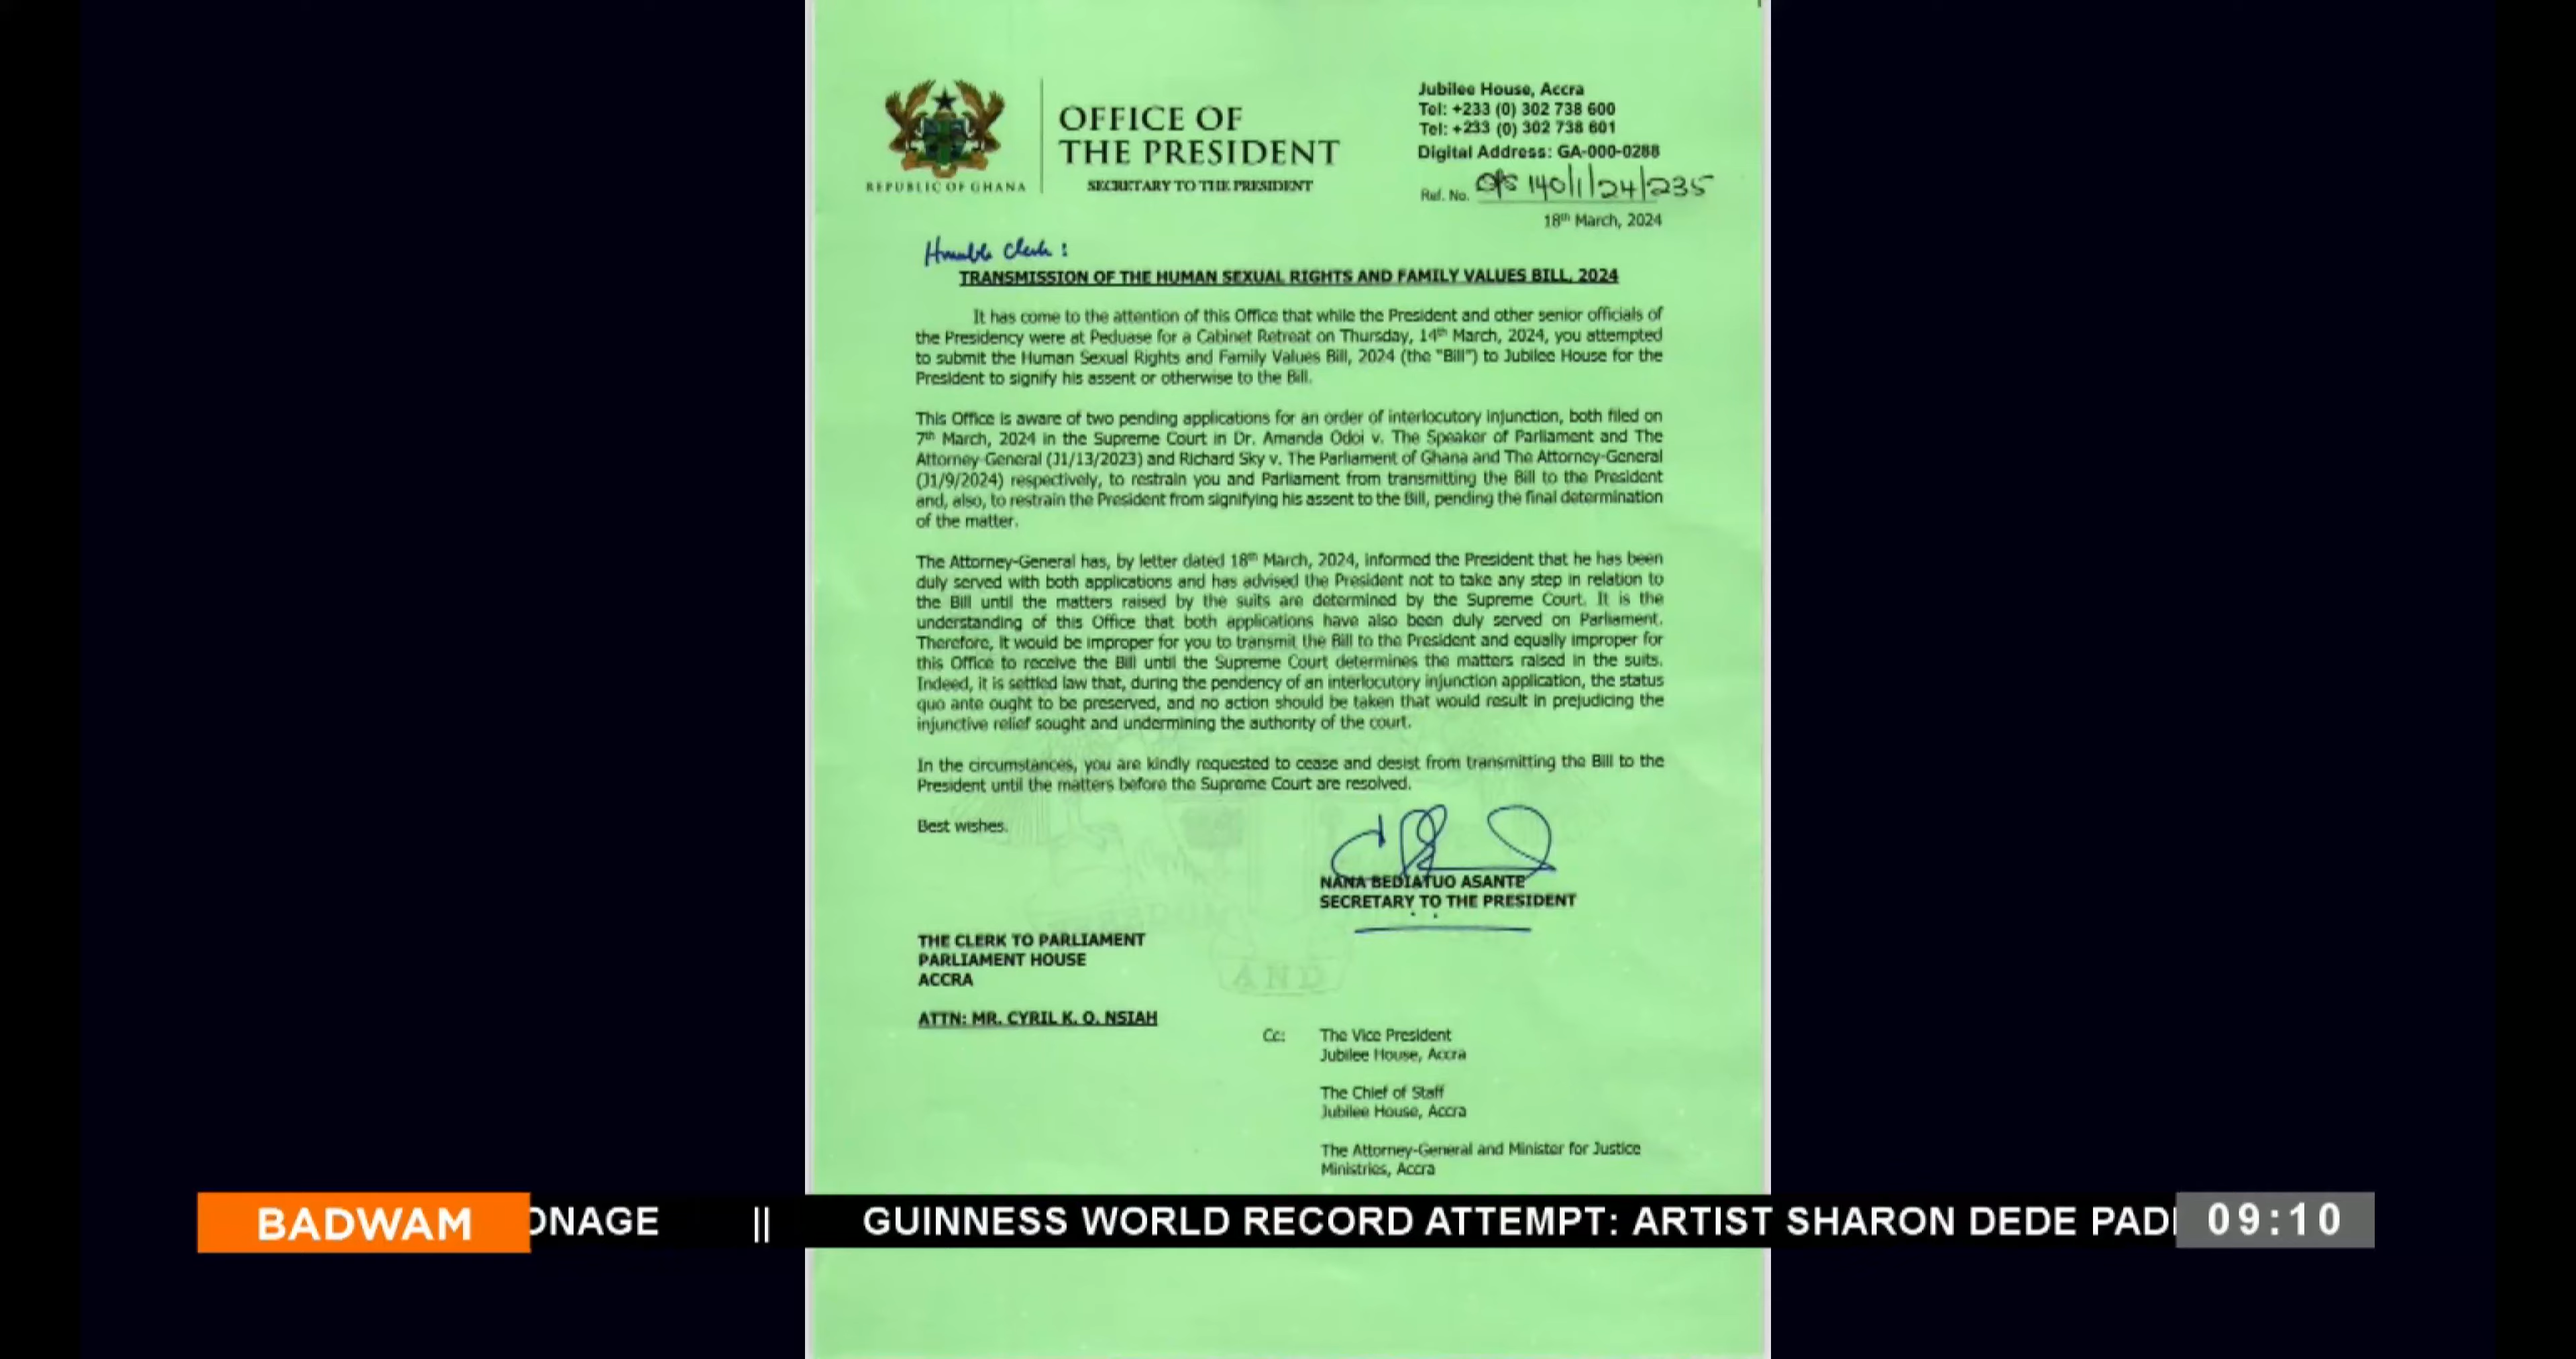 REPUBLIC OF GHANA
OFFICE OF
THE PRESIDENT
SECRETARY TO THE PRESIDENT
Jubilee House, Accra
Tel: +233 (0) 302 738 600
Tel: +233 (0) 302 738 601
Digital Address: GA-000-0288
Ref. No. OPS 140/1/24/235
18th March, 2024
Humble Clerk:
TRANSMISSION OF THE HUMAN SEXUAL RIGHTS AND FAMILY VALUES BILL, 2024
It has come to the attention of this Office that while the President and other senior officials of
the Presidency were at Peduase for a Cabinet Retreat on Thursday, 14th March, 2024, you attempted
to submit the Human Sexual Rights and Family Values Bill, 2024 (the "Bill") to Jubilee House for the
President to signify his assent or otherwise to the Bill.
This Office is aware of two pending applications for an order of interlocutory injunction, both filed on
7th March, 2024 in the Supreme Court in Dr. Amanda Odoi v. The Speaker of Parliament and The
Attorney-General (J1/13/2023) and Richard Sky v. The Parliament of Ghana and The Attorney-General
(J1/9/2024) respectively, to restrain you and Parliament from transmitting the Bill to the President
and, also, to restrain the President from signifying his assent to the Bill, pending the final determination
of the matter.
The Attorney-General has, by letter dated 18th March, 2024, informed the President that he has been
duly served with both applications and has advised the President not to take any step in relation to
the Bill until the matters raised by the suits are determined by the Supreme Court. It is the
understanding of this Office that both applications have also been duly served on Parliament.
Therefore, it would be improper for you to transmit the Bill to the President and equally improper for
this Office to receive the Bill until the Supreme Court determines the matters raised in the suits.
Indeed, it is settled law that, during the pendency of an interlocutory injunction application, the status
quo ante ought to be preserved, and no action should be taken that would result in prejudicing the
injunctive relief sought and undermining the authority of the court.
In the circumstances, you are kindly requested to cease and desist from transmitting the Bill to the
President until the matters before the Supreme Court are resolved.
Best wishes.
NANA BEDIATUO ASANTE
SECRETARY TO THE PRESIDENT
THE CLERK TO PARLIAMENT
PARLIAMENT HOUSE
ACCRA
ATTN: MR. CYRIL K. O. NSIAH
Cc: The Vice President
Jubilee House, Accra
The Chief of Staff
Jubilee House, Accra
The Attorney-General and Minister for Justice
Ministries, Accra
AND
BADWAM ONAGE || GUINNESS WORLD RECORD ATTEMPT: ARTIST SHARON DEDE PADI 09:10